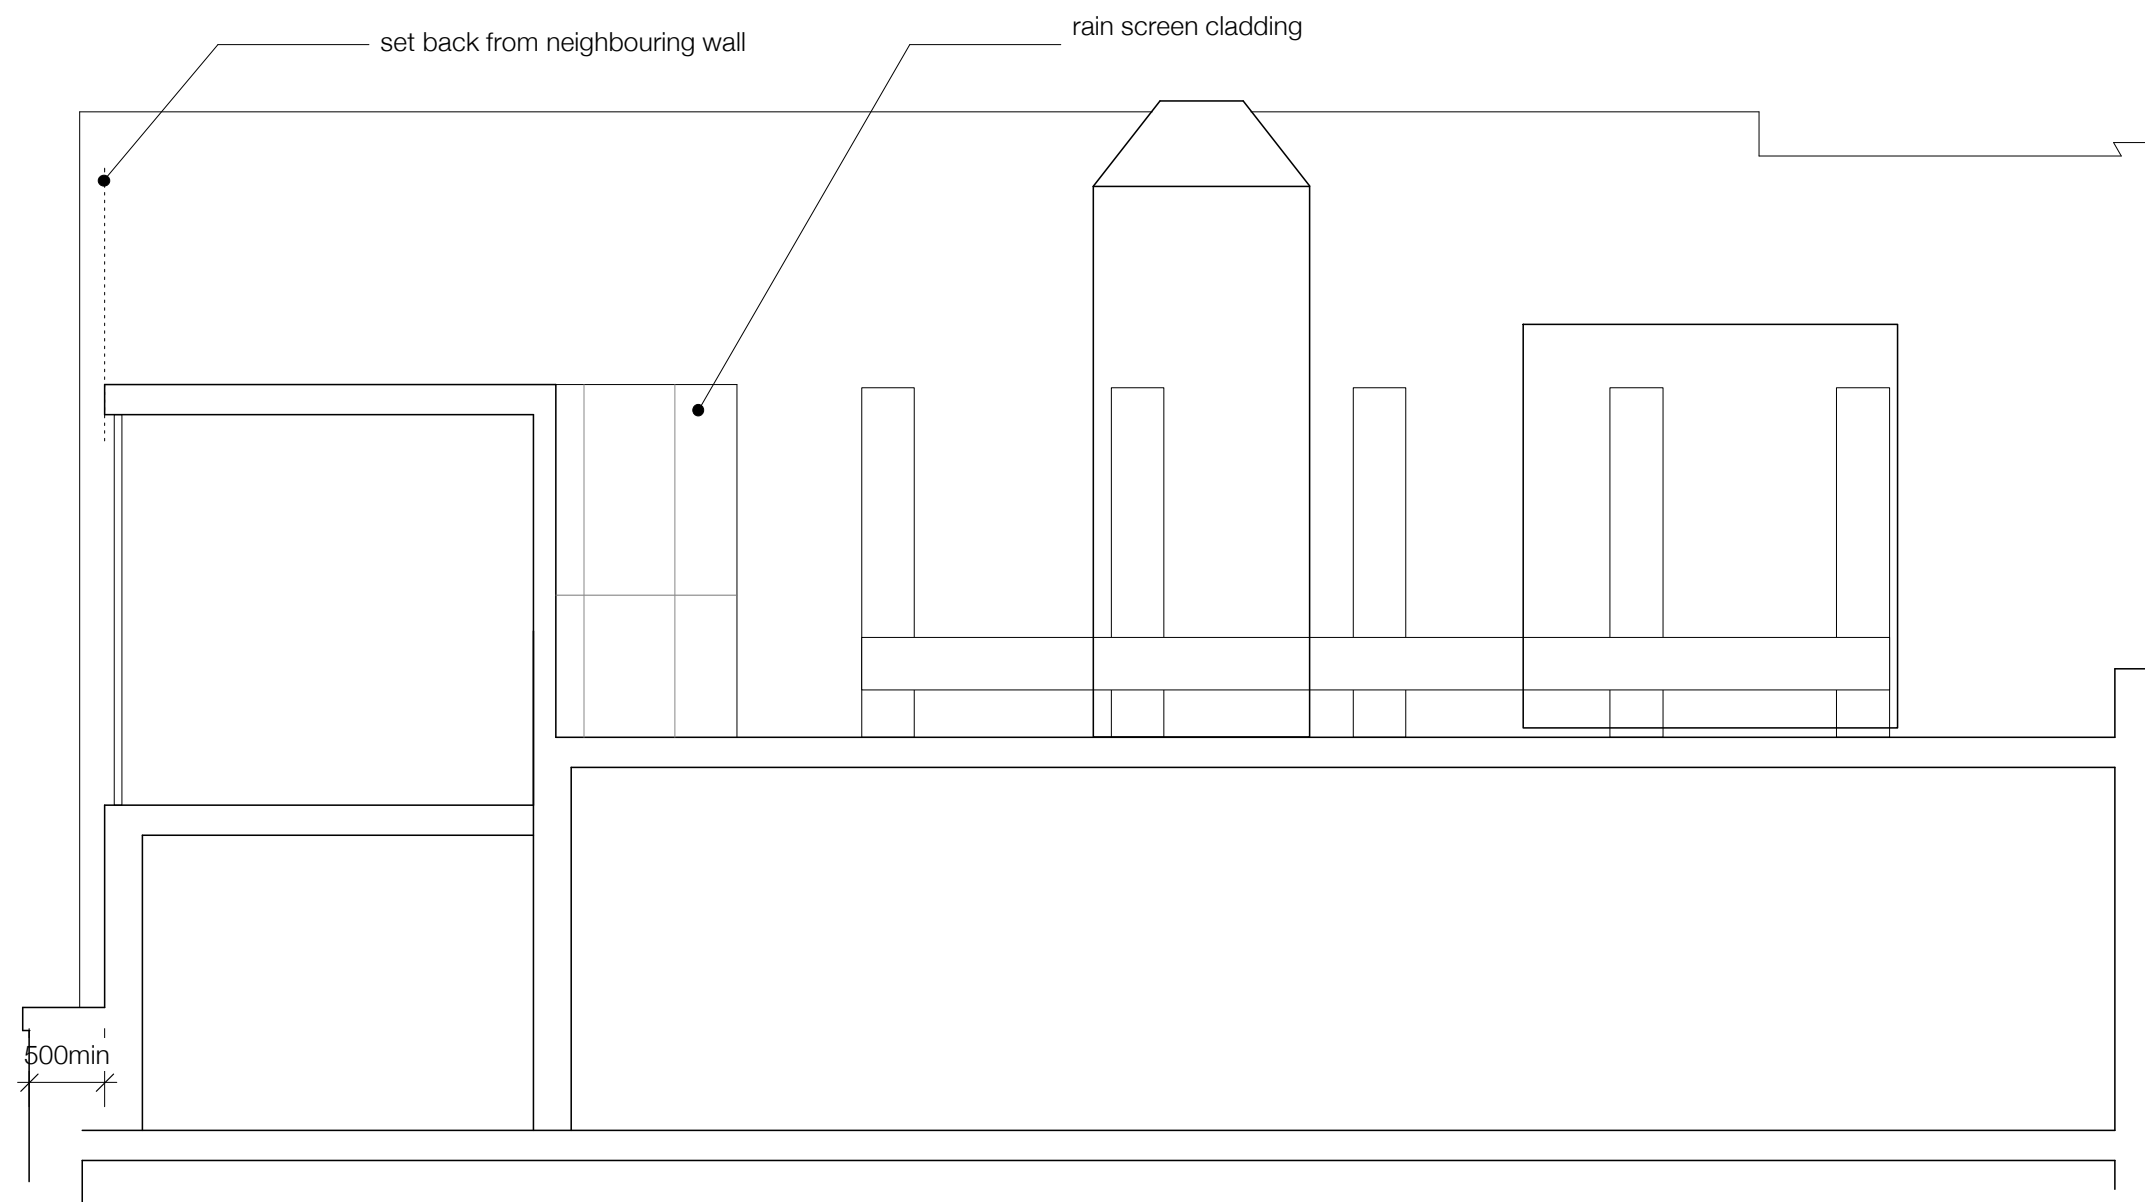 rain screen cladding
set back from neighbouring wall
500min